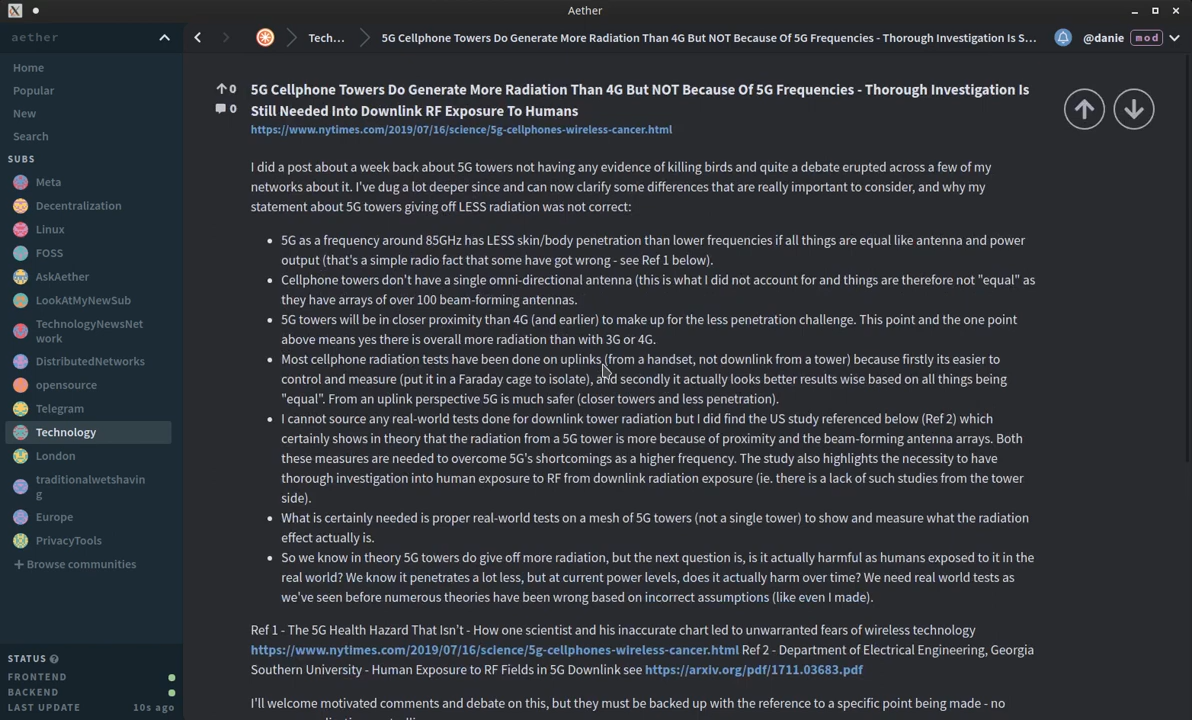 Aether
aether
Tech...
5G Cellphone Towers Do Generate More Radiation Than 4G But NOT Because Of 5G Frequencies - Thorough Investigation Is S...
@danie
mod
Home
Popular
New
Search
SUBS
Meta
Decentralization
Linux
FOSS
AskAether
LookAtMyNewSub
TechnologyNewsNet
work
DistributedNetworks
opensource
Telegram
Technology
London
traditionalwetshavin
g
Europe
PrivacyTools
+ Browse communities
STATUS ?
FRONTEND
BACKEND
LAST UPDATE 10s ago
0
0
5G Cellphone Towers Do Generate More Radiation Than 4G But NOT Because Of 5G Frequencies - Thorough Investigation Is
Still Needed Into Downlink RF Exposure To Humans
https://www.nytimes.com/2019/07/16/science/5g-cellphones-wireless-cancer.html
I did a post about a week back about 5G towers not having any evidence of killing birds and quite a debate erupted across a few of my
networks about it. I've dug a lot deeper since and can now clarify some differences that are really important to consider, and why my
statement about 5G towers giving off LESS radiation was not correct:
• 5G as a frequency around 85GHz has LESS skin/body penetration than lower frequencies if all things are equal like antenna and power
output (that's a simple radio fact that some have got wrong - see Ref 1 below).
• Cellphone towers don't have a single omni-directional antenna (this is what I did not account for and things are therefore not "equal" as
they have arrays of over 100 beam-forming antennas.
• 5G towers will be in closer proximity than 4G (and earlier) to make up for the less penetration challenge. This point and the one point
above means yes there is overall more radiation than with 3G or 4G.
• Most cellphone radiation tests have been done on uplinks (from a handset, not downlink from a tower) because firstly its easier to
control and measure (put it in a Faraday cage to isolate), and secondly it actually looks better results wise based on all things being
"equal". From an uplink perspective 5G is much safer (closer towers and less penetration).
• I cannot source any real-world tests done for downlink tower radiation but I did find the US study referenced below (Ref 2) which
certainly shows in theory that the radiation from a 5G tower is more because of proximity and the beam-forming antenna arrays. Both
these measures are needed to overcome 5G's shortcomings as a higher frequency. The study also highlights the necessity to have
thorough investigation into human exposure to RF from downlink radiation exposure (ie. there is a lack of such studies from the tower
side).
• What is certainly needed is proper real-world tests on a mesh of 5G towers (not a single tower) to show and measure what the radiation
effect actually is.
• So we know in theory 5G towers do give off more radiation, but the next question is, is it actually harmful as humans exposed to it in the
real world? We know it penetrates a lot less, but at current power levels, does it actually harm over time? We need real world tests as
we've seen before numerous theories have been wrong based on incorrect assumptions (like even I made).
Ref 1 - The 5G Health Hazard That Isn't - How one scientist and his inaccurate chart led to unwarranted fears of wireless technology
https://www.nytimes.com/2019/07/16/science/5g-cellphones-wireless-cancer.html Ref 2 - Department of Electrical Engineering, Georgia
Southern University - Human Exposure to RF Fields in 5G Downlink see https://arxiv.org/pdf/1711.03683.pdf
I'll welcome motivated comments and debate on this, but they must be backed up with the reference to a specific point being made - no